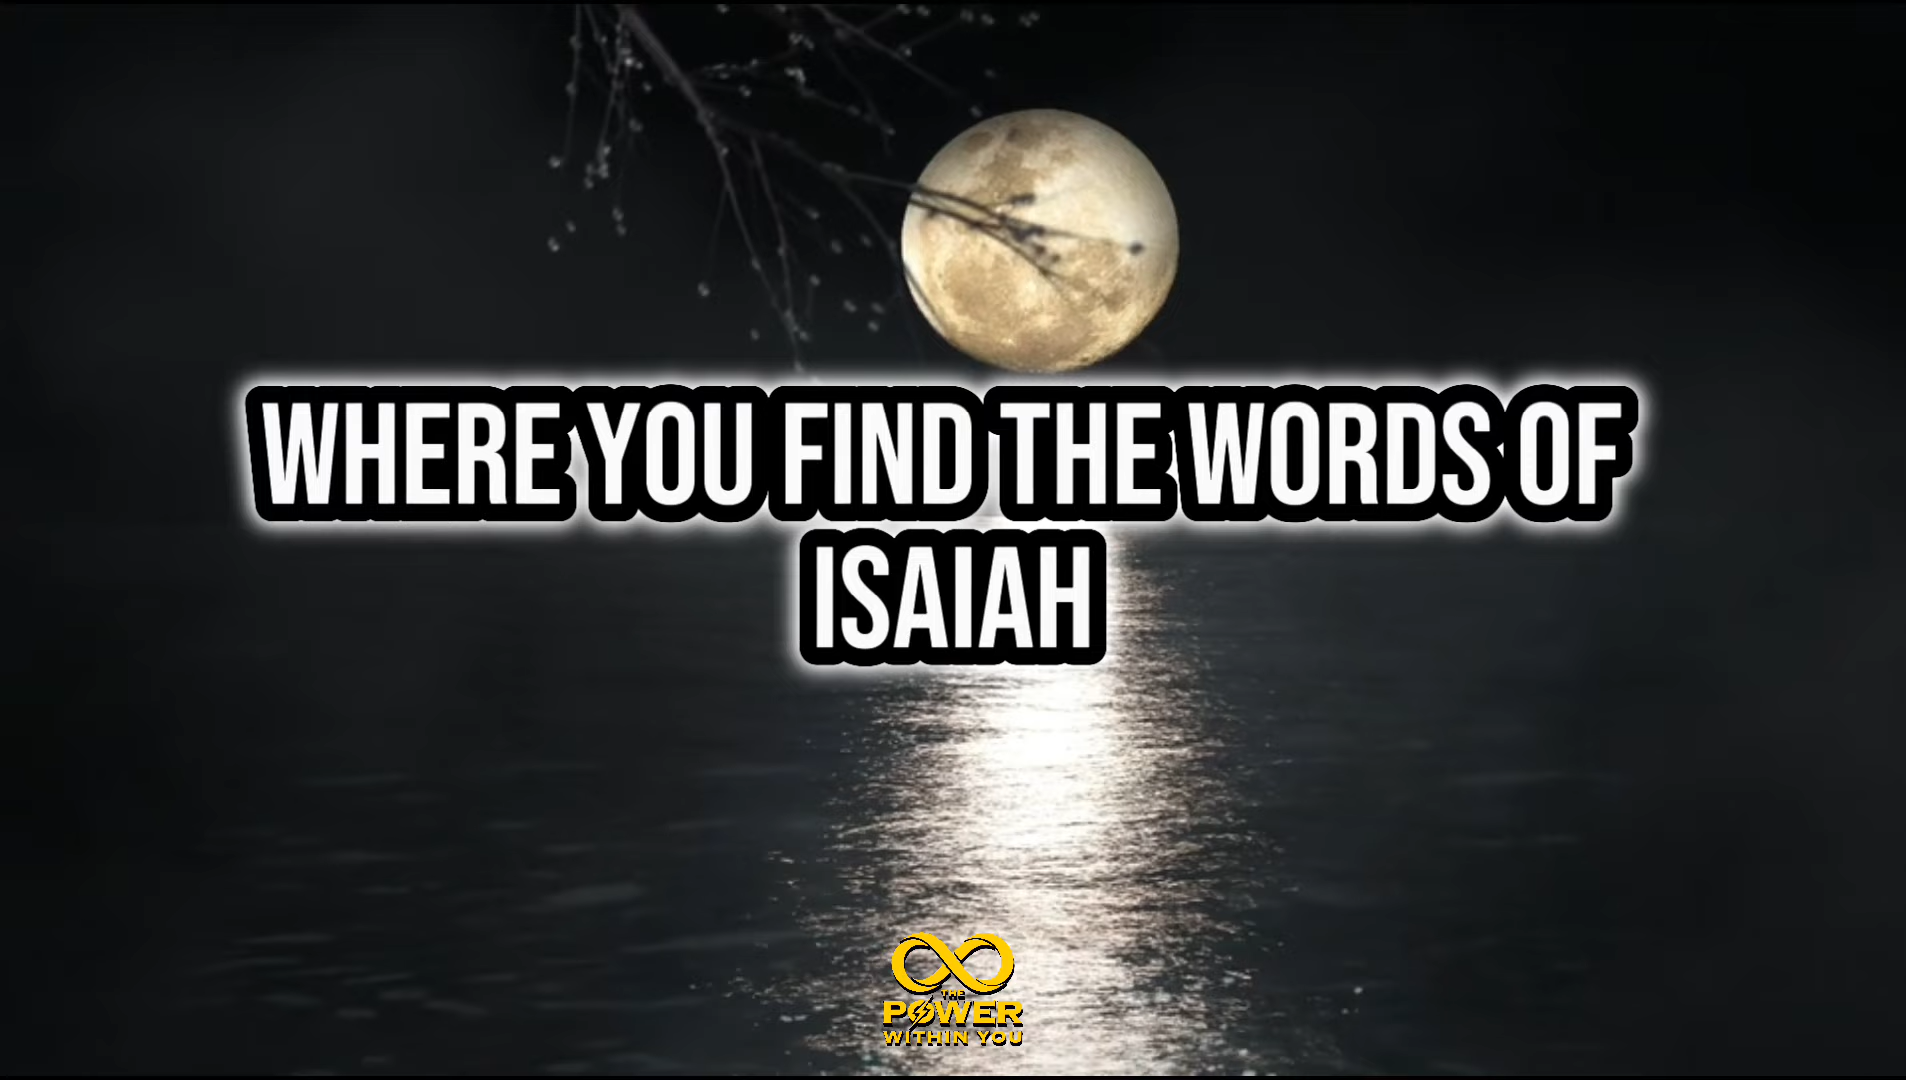 WHERE YOU FIND THE WORDS OF
ISAIAH
THE
POWER
WITHIN YOU